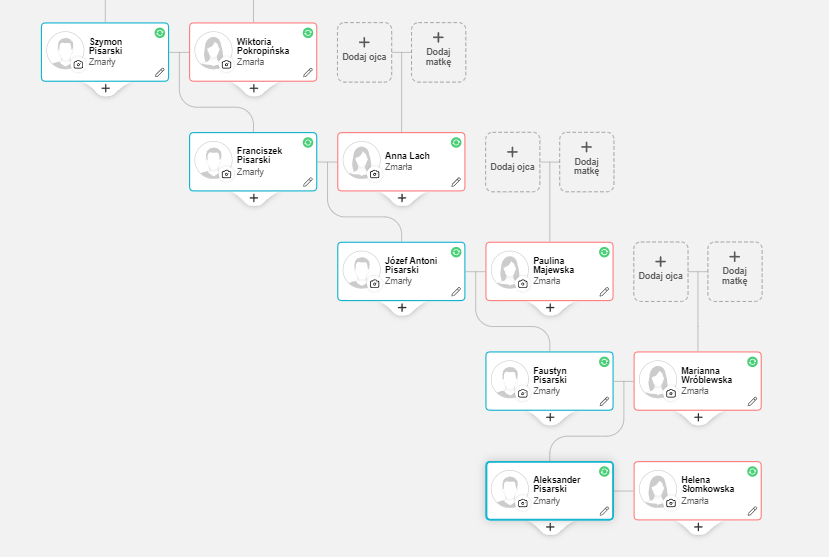 Szymon
Pisarski
Zmarły
Wiktoria
Pokropińska
Zmarła
Dodaj ojca
Dodaj
matkę
Franciszek
Pisarski
Zmarły
Anna Lach
Zmarła
Dodaj ojca
Dodaj
matkę
Józef Antoni
Pisarski
Zmarły
Paulina
Majewska
Zmarła
Dodaj ojca
Dodaj
matkę
Faustyn
Pisarski
Zmarły
Marianna
Wróblewska
Zmarła
Aleksander
Pisarski
Zmarły
Helena
Słomkowska
Zmarła